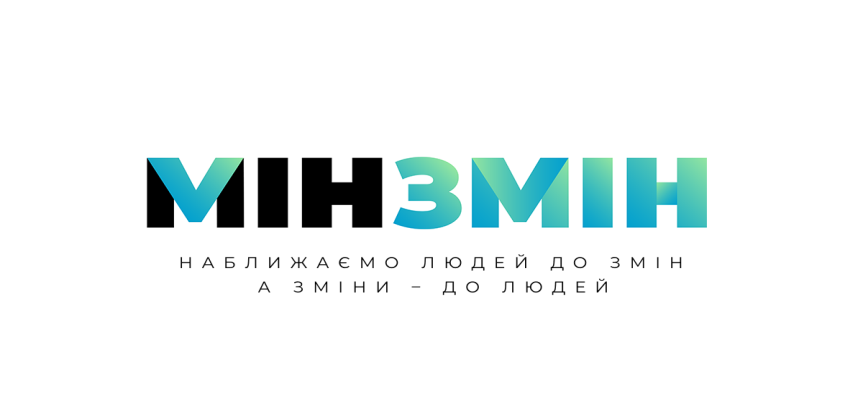 МІНЗМІН
НАБЛИЖАЄМО ЛЮДЕЙ ДО ЗМІН
А ЗМІНИ – ДО ЛЮДЕЙ